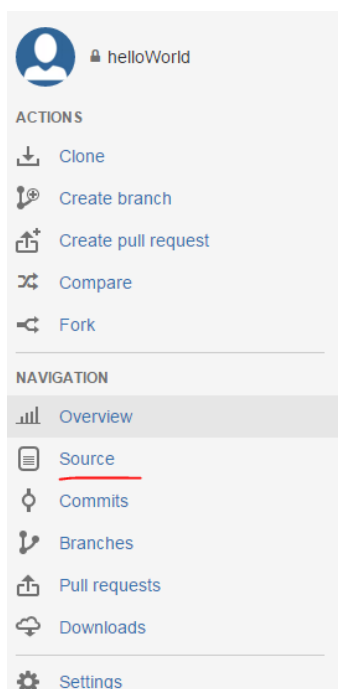 helloWorld
ACTIONS
Clone
Create branch
Create pull request
Compare
Fork
NAVIGATION
Overview
Source
Commits
Branches
Pull requests
Downloads
Settings